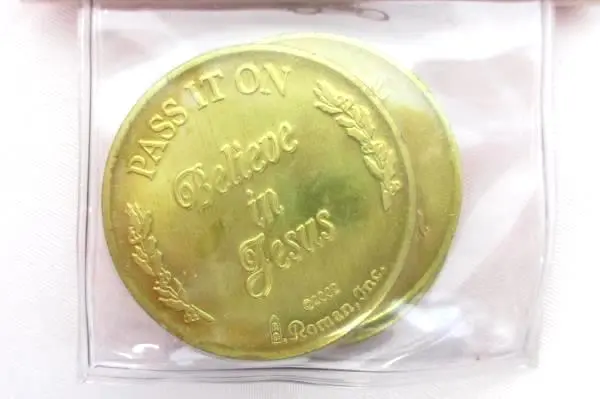 PASS IT ON
Believe
in
Jesus
©2002
Roman, Inc.